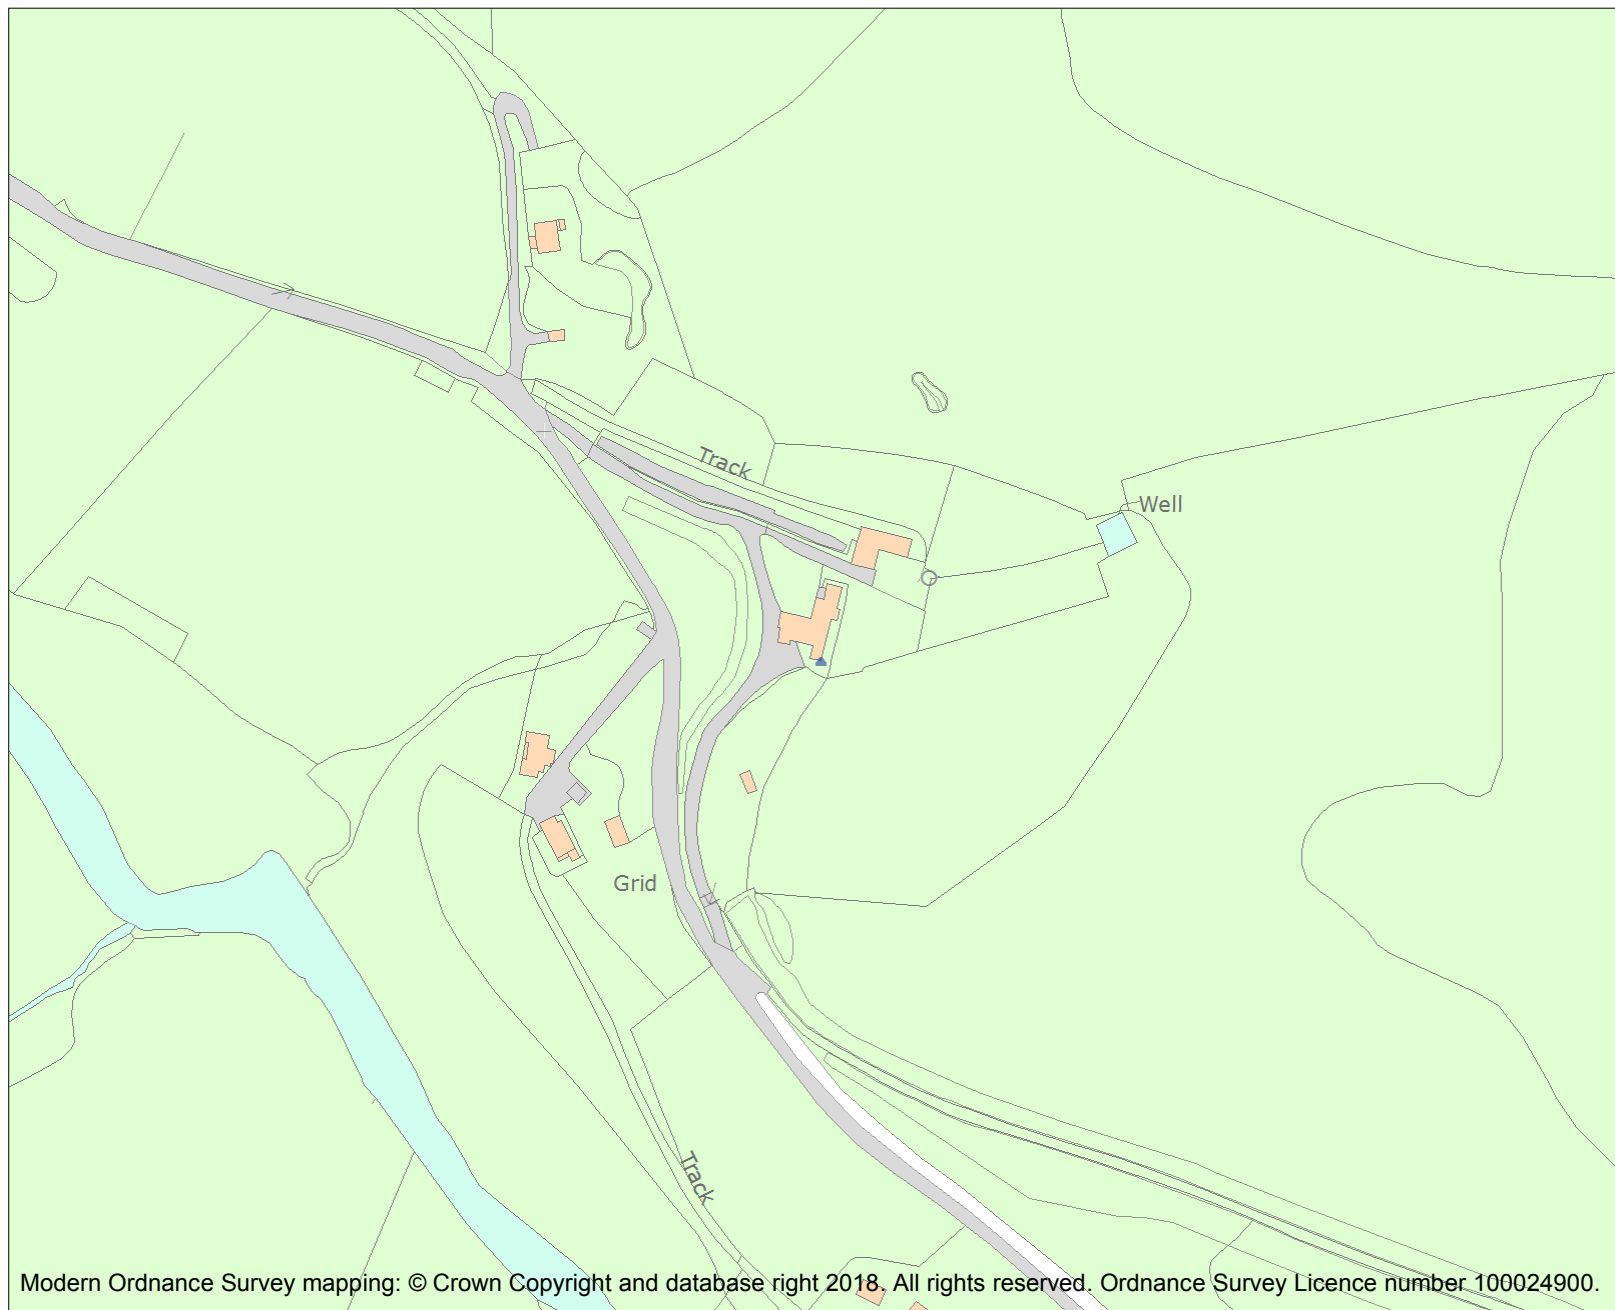 Track
Well
Grid
Track
Modern Ordnance Survey mapping: © Crown Copyright and database right 2018. All rights reserved. Ordnance Survey Licence number 100024900.